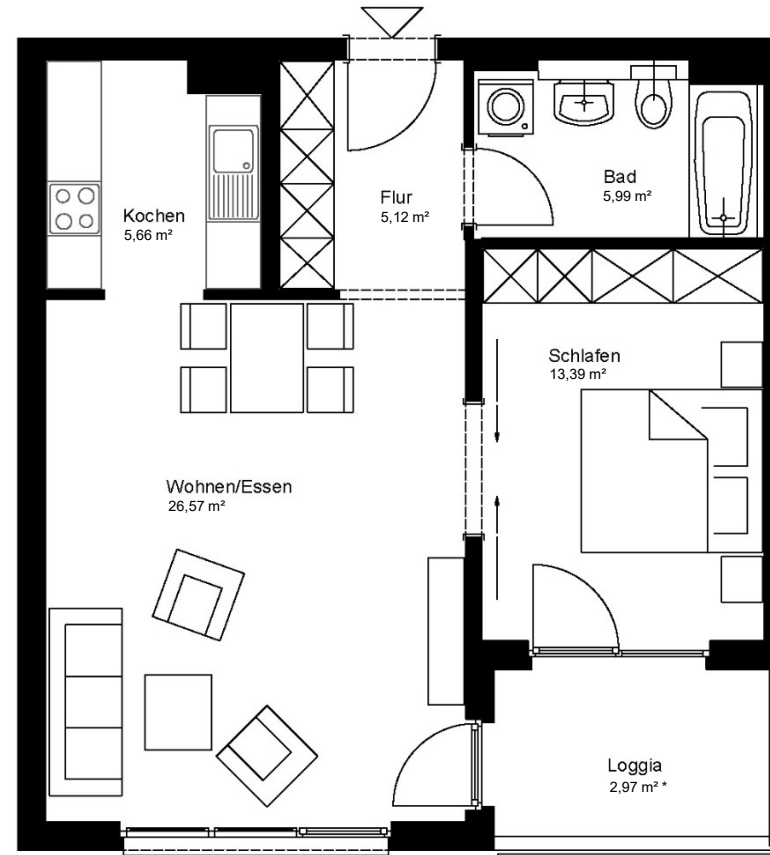 Kochen
5,66 m²
Flur
5,12 m²
Bad
5,99 m²
Schlafen
13,39 m²
Wohnen/Essen
26,57 m²
Loggia
2,97 m² *